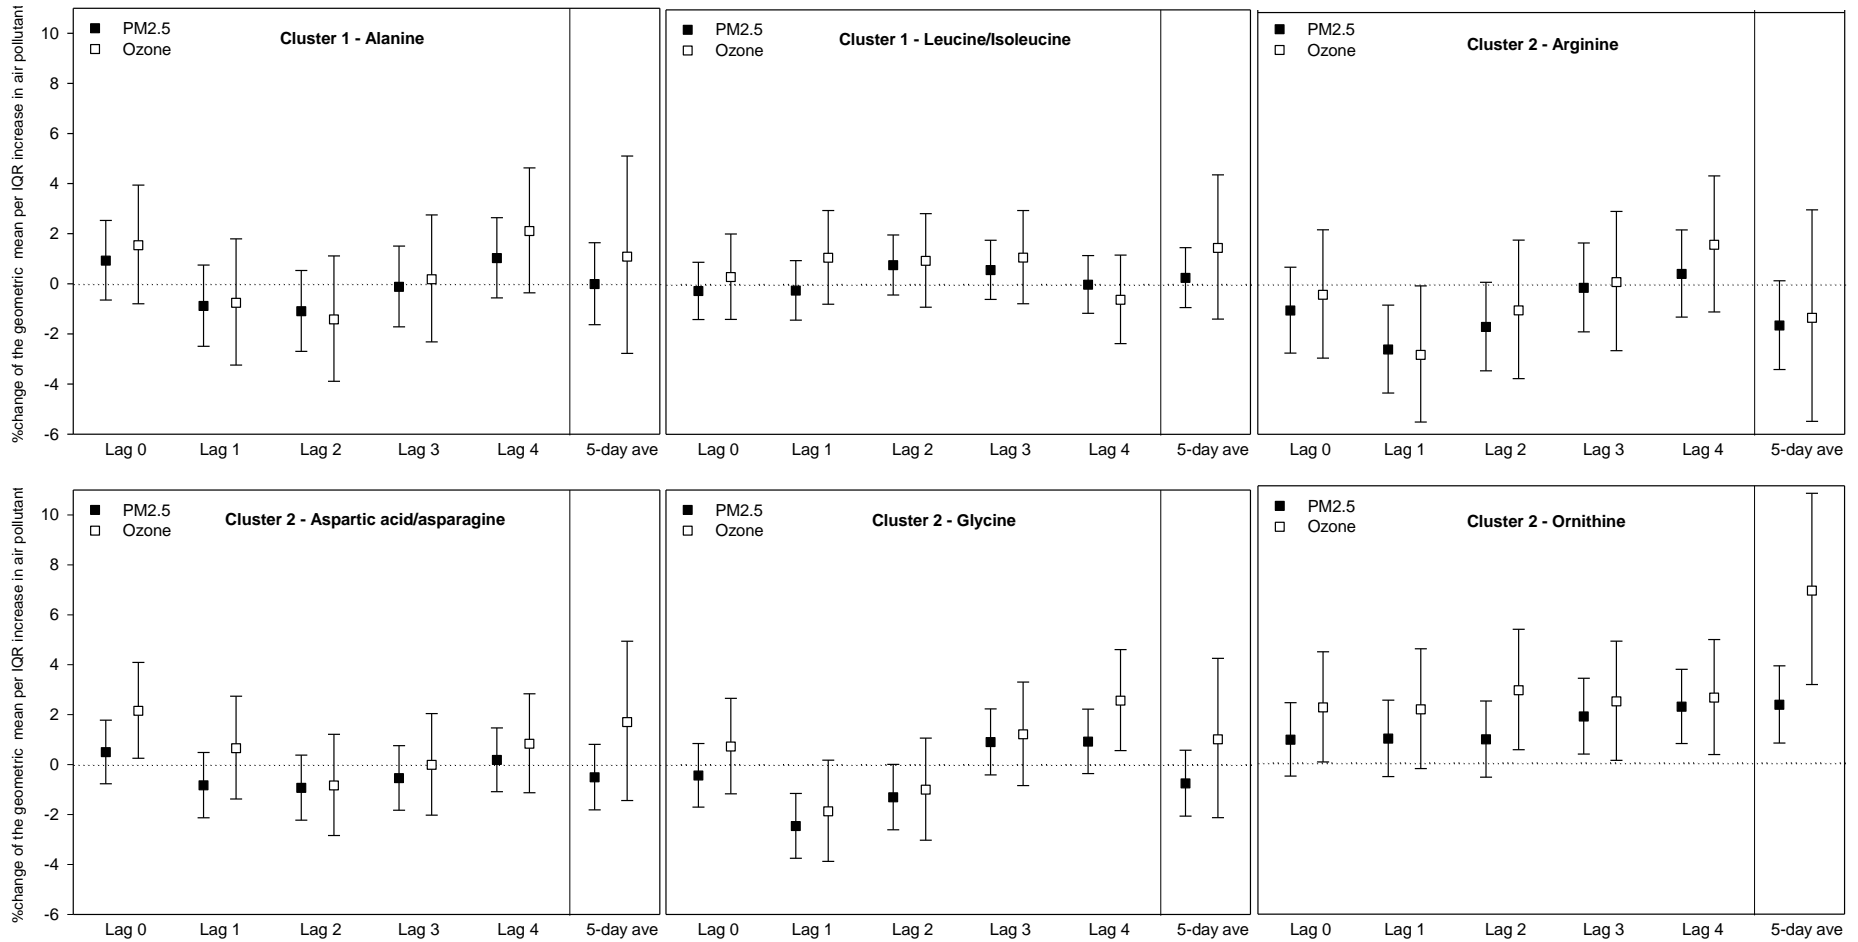 %change of the geometric mean per IQR increase in air pollutant
10
8
6
4
2
0
-2
-4
-6
PM2.5
Ozone
Cluster 1 - Alanine
Lag 0 Lag 1 Lag 2 Lag 3 Lag 4 5-day ave
PM2.5
Ozone
Cluster 1 - Leucine/Isoleucine
Lag 0 Lag 1 Lag 2 Lag 3 Lag 4 5-day ave
PM2.5
Ozone
Cluster 2 - Arginine
Lag 0 Lag 1 Lag 2 Lag 3 Lag 4 5-day ave
%change of the geometric mean per IQR increase in air pollutant
10
8
6
4
2
0
-2
-4
-6
PM2.5
Ozone
Cluster 2 - Aspartic acid/asparagine
Lag 0 Lag 1 Lag 2 Lag 3 Lag 4 5-day ave
PM2.5
Ozone
Cluster 2 - Glycine
Lag 0 Lag 1 Lag 2 Lag 3 Lag 4 5-day ave
PM2.5
Ozone
Cluster 2 - Ornithine
Lag 0 Lag 1 Lag 2 Lag 3 Lag 4 5-day ave